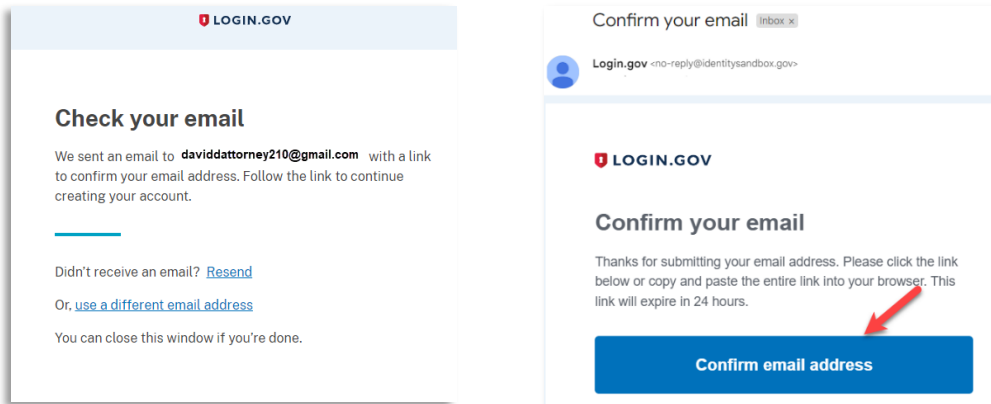 LOGIN.GOV
Check your email
We sent an email to daviddattorney210@gmail.com with a link
to confirm your email address. Follow the link to continue
creating your account.
Didn't receive an email? Resend
Or, use a different email address
You can close this window if you're done.
Confirm your email Inbox x
Login.gov <no-reply@identitysandbox.gov>
LOGIN.GOV
Confirm your email
Thanks for submitting your email address. Please click the link
below or copy and paste the entire link into your browser. This
link will expire in 24 hours.
Confirm email address